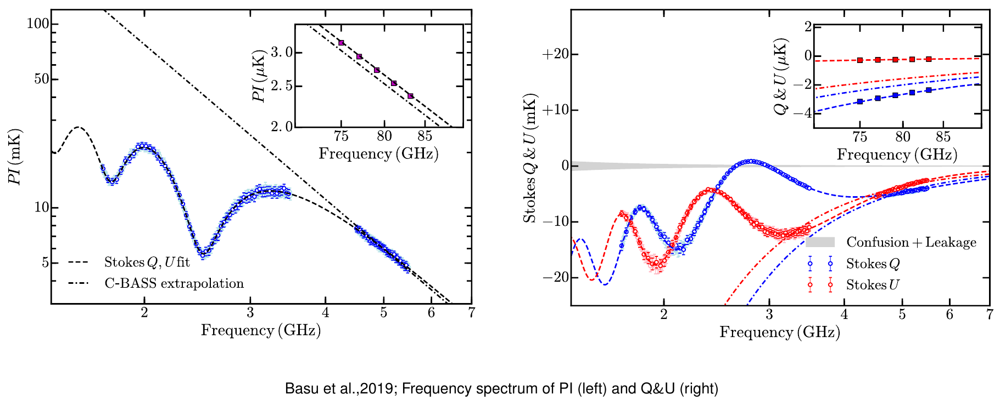 100
50
10
5
PI (mK)
2
3
4
5
6
7
Frequency (GHz)
Stokes Q, U fit
C-BASS extrapolation
3.0
2.5
2.0
PI (μK)
75
80
85
Frequency (GHz)
+20
+10
0
−10
−20
Stokes Q & U (mK)
2
3
4
5
6
7
Frequency (GHz)
2
0
−2
−4
Q & U (μK)
75
80
85
Frequency (GHz)
Confusion + Leakage
Stokes Q
Stokes U
Basu et al.,2019; Frequency spectrum of PI (left) and Q&U (right)